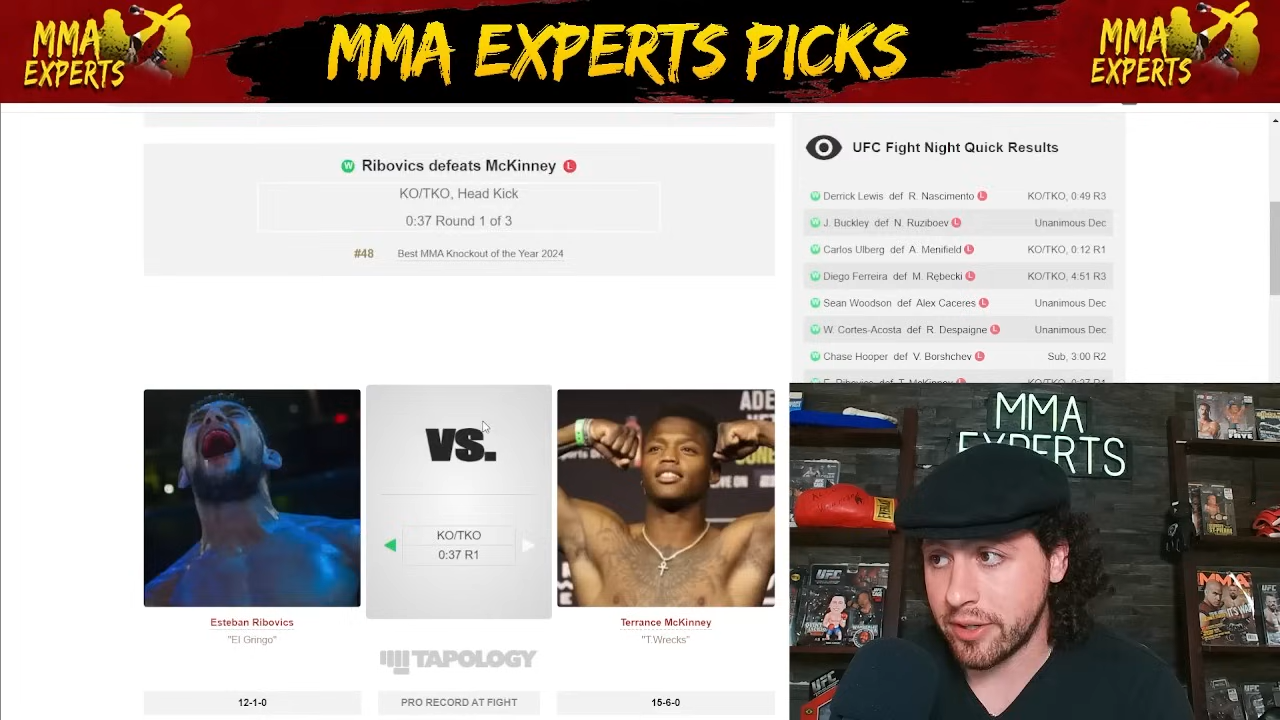 MMA EXPERTS
MMA EXPERTS PICKS
MMA EXPERTS
W Ribovics defeats McKinney L
KO/TKO, Head Kick
0:37 Round 1 of 3
#48 Best MMA Knockout of the Year 2024
UFC Fight Night Quick Results
W Derrick Lewis def R. Nascimento L KO/TKO, 0:49 R3
W J. Buckley def N. Ruziboev L Unanimous Dec
W Carlos Ulberg def A. Menifield L KO/TKO, 0:12 R1
W Diego Ferreira def M. Rębecki L KO/TKO, 4:51 R3
W Sean Woodson def Alex Caceres L Unanimous Dec
W W. Cortes-Acosta def R. Despaigne L Unanimous Dec
W Chase Hooper def V. Borshchev L Sub, 3:00 R2
VS.
KO/TKO
0:37 R1
Esteban Ribovics
"El Gringo"
Terrance McKinney
"T.Wrecks"
TAPOLOGY
12-1-0 PRO RECORD AT FIGHT 15-6-0
MMA
EXPERTS
UFC
MMA
UFC